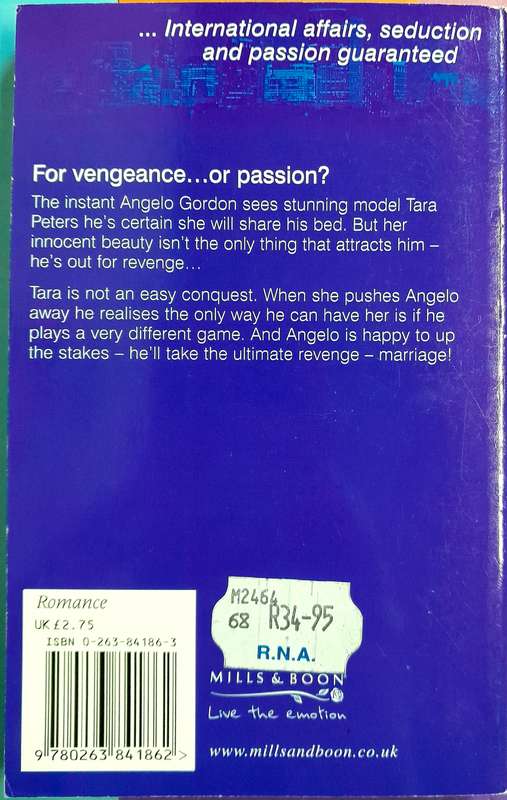 ... International affairs, seduction
and passion guaranteed
For vengeance...or passion?
The instant Angelo Gordon sees stunning model Tara
Peters he's certain she will share his bed. But her
innocent beauty isn't the only thing that attracts him –
he's out for revenge...
Tara is not an easy conquest. When she pushes Angelo
away he realises the only way he can have her is if he
plays a very different game. And Angelo is happy to up
the stakes – he'll take the ultimate revenge – marriage!
Romance
UK £2.75
ISBN 0-263-84186-3
9 780263 841862 >
M2464
68 R34-95
R.N.A.
MILLS & BOON
Live the emotion
www.millsandboon.co.uk